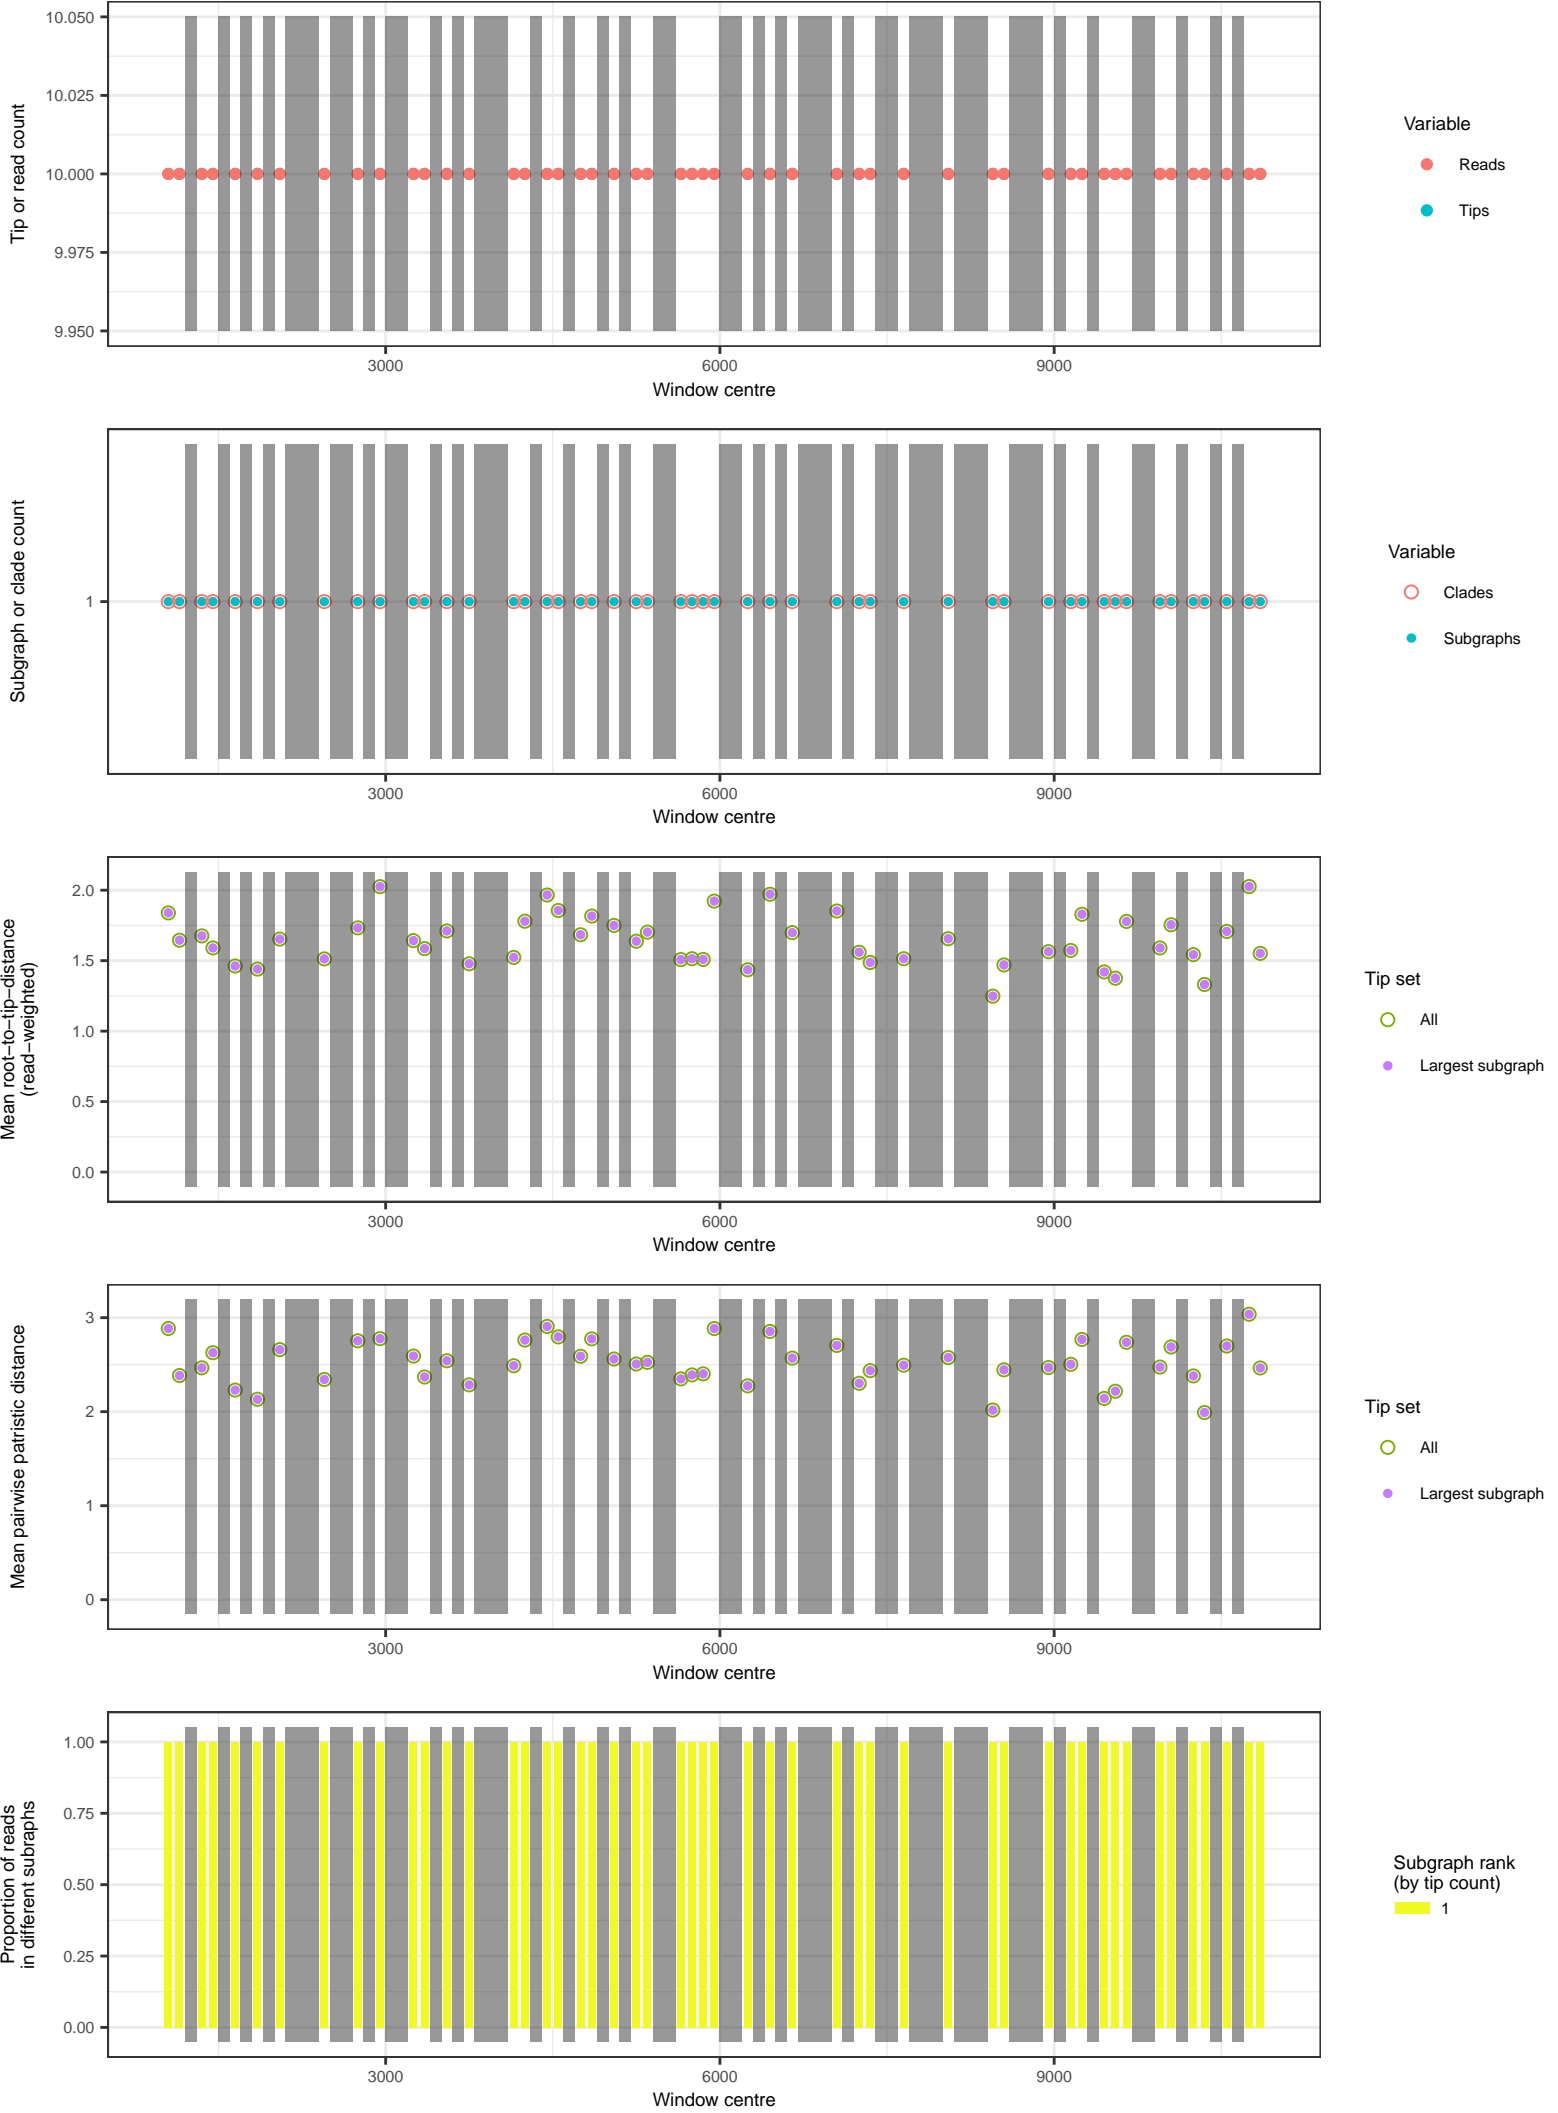 10.050
10.025
10.000
9.975
9.950
Tip or read count
3000
6000
9000
Window centre
Variable
Reads
Tips
1
Subgraph or clade count
3000
6000
9000
Window centre
Variable
Clades
Subgraphs
2.0
1.5
1.0
0.5
0.0
Mean root−to−tip−distance
(read−weighted)
3000
6000
9000
Window centre
Tip set
All
Largest subgraph
3
2
1
0
Mean pairwise patristic distance
3000
6000
9000
Window centre
Tip set
All
Largest subgraph
1.00
0.75
0.50
0.25
0.00
Proportion of reads
in different subraphs
3000
6000
9000
Window centre
Subgraph rank
(by tip count)
1